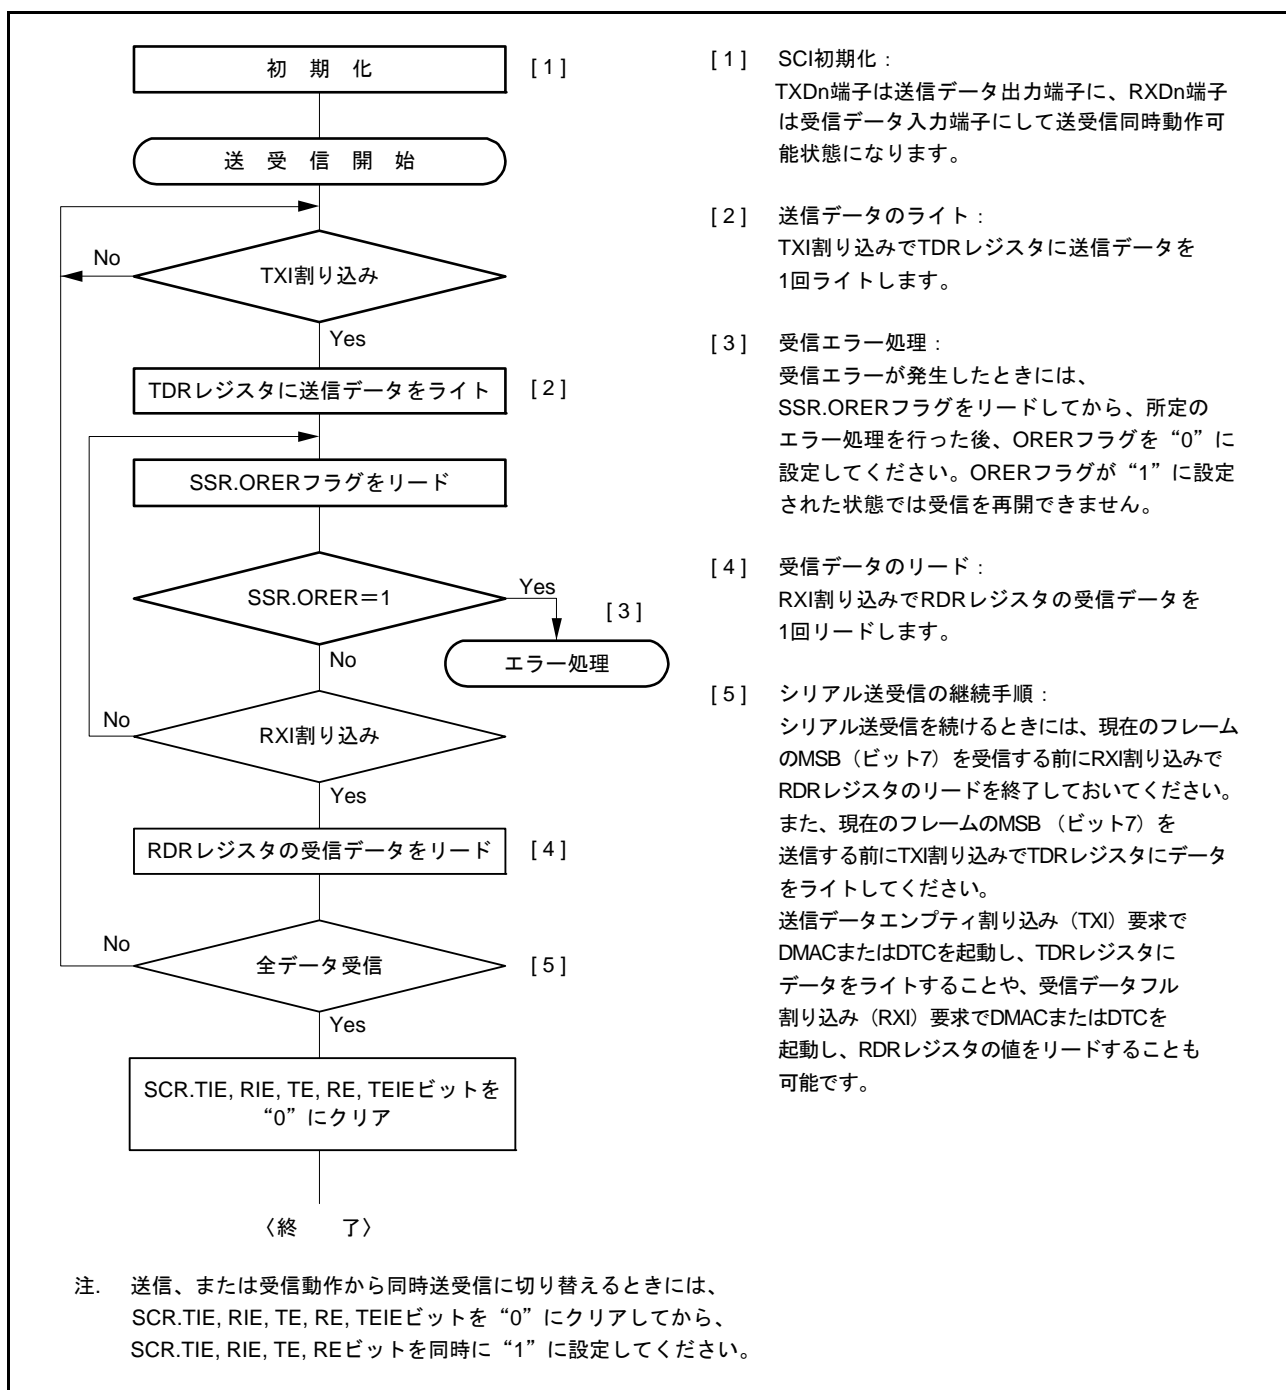 初 期 化 [ 1 ]
送 受 信 開 始
No
TXI割り込み
Yes
TDRレジスタに送信データをライト [ 2 ]
SSR.ORERフラグをリード
SSR.ORER＝1
Yes
[ 3 ]
エラー処理
No
No
RXI割り込み
Yes
RDRレジスタの受信データをリード [ 4 ]
No
全データ受信 [ 5 ]
Yes
SCR.TIE, RIE, TE, RE, TEIEビットを
“0”にクリア
〈終 了〉
[ 1 ] SCI初期化：
TXDn端子は送信データ出力端子に、RXDn端子
は受信データ入力端子にして送受信同時動作可
能状態になります。
[ 2 ] 送信データのライト：
TXI割り込みでTDRレジスタに送信データを
1回ライトします。
[ 3 ] 受信エラー処理：
受信エラーが発生したときには、
SSR.ORERフラグをリードしてから、所定の
エラー処理を行った後、ORERフラグを“0”に
設定してください。ORERフラグが“1”に設定
された状態では受信を再開できません。
[ 4 ] 受信データのリード：
RXI割り込みでRDRレジスタの受信データを
1回リードします。
[ 5 ] シリアル送受信の継続手順：
シリアル送受信を続けるときには、現在のフレーム
のMSB（ビット7）を受信する前にRXI割り込みで
RDRレジスタのリードを終了しておいてください。
また、現在のフレームのMSB（ビット7）を
送信する前にTXI割り込みでTDRレジスタにデータ
をライトしてください。
送信データエンプティ割り込み（TXI）要求で
DMACまたはDTCを起動し、TDRレジスタに
データをライトすることや、受信データフル
割り込み（RXI）要求でDMACまたはDTCを
起動し、RDRレジスタの値をリードすることも
可能です。
注. 送信、または受信動作から同時送受信に切り替えるときには、
SCR.TIE, RIE, TE, RE, TEIEビットを“0”にクリアしてから、
SCR.TIE, RIE, TE, REビットを同時に“1”に設定してください。